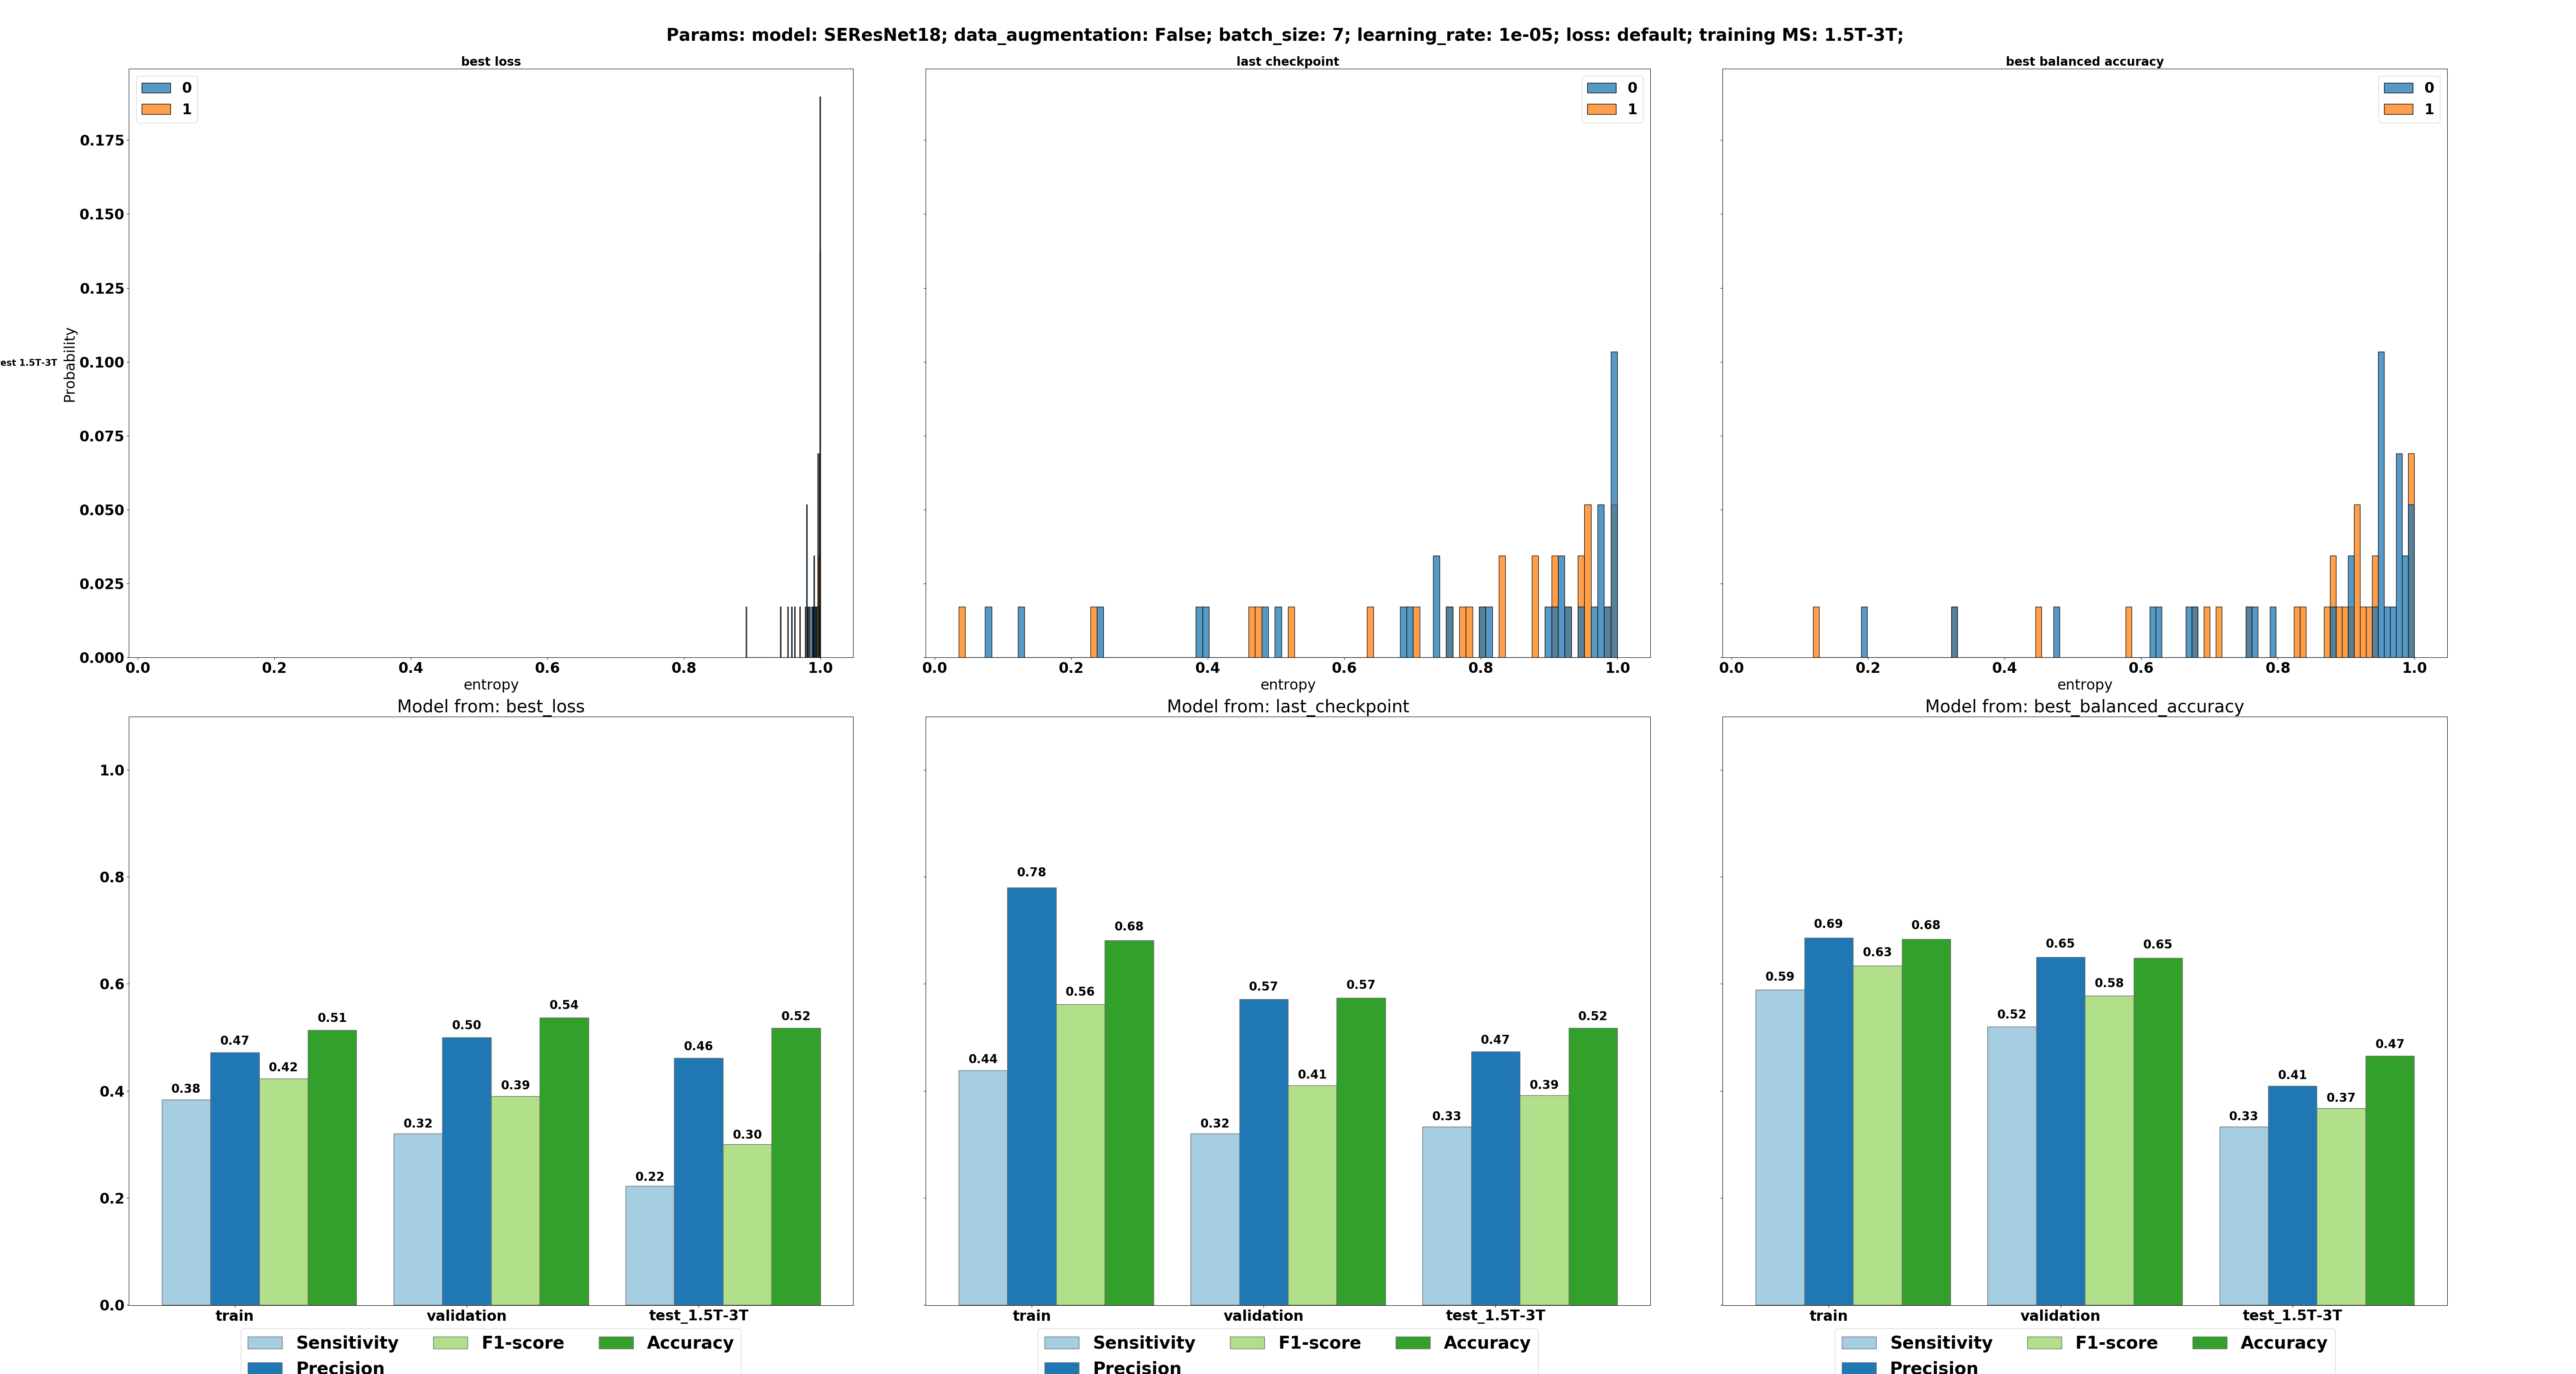 Params: model: SEResNet18; data_augmentation: False; batch_size: 7; learning_rate: 1e-05; loss: default; training MS: 1.5T-3T;
best loss
last checkpoint
best balanced accuracy
0
1
0
1
0
1
est 1.5T-3T
Probability
0.175
0.150
0.125
0.100
0.075
0.050
0.025
0.000
0.0 0.2 0.4 0.6 0.8 1.0
0.0 0.2 0.4 0.6 0.8 1.0
0.0 0.2 0.4 0.6 0.8 1.0
entropy
entropy
entropy
Model from: best_loss
Model from: last_checkpoint
Model from: best_balanced_accuracy
1.0
0.8
0.6
0.4
0.2
0.0
0.38 0.47 0.42 0.51
0.32 0.50 0.39 0.54
0.22 0.46 0.30 0.52
0.44 0.78 0.56 0.68
0.32 0.57 0.41 0.57
0.33 0.47 0.39 0.52
0.59 0.69 0.63 0.68
0.52 0.65 0.58 0.65
0.33 0.41 0.37 0.47
train validation test_1.5T-3T
train validation test_1.5T-3T
train validation test_1.5T-3T
Sensitivity F1-score Accuracy
Precision
Sensitivity F1-score Accuracy
Precision
Sensitivity F1-score Accuracy
Precision